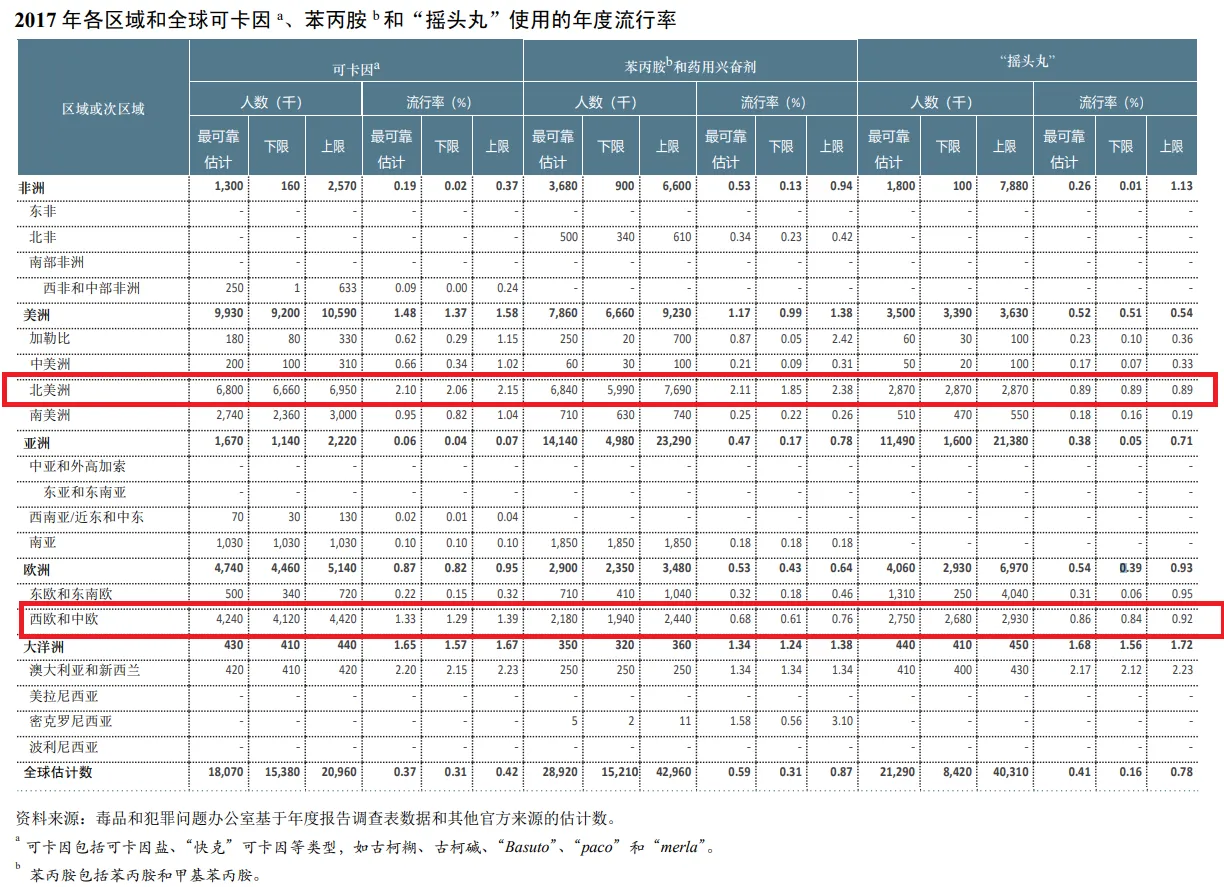 2017 年各区域和全球可卡因 a、苯丙胺 b 和“摇头丸”使用的年度流行率
区域或次区域 可卡因a 苯丙胺b和药用兴奋剂 “摇头丸”
人数（千） 流行率（%） 人数（千） 流行率（%） 人数（千） 流行率（%）
最可靠估计 下限 上限 最可靠估计 下限 上限 最可靠估计 下限 上限 最可靠估计 下限 上限 最可靠估计 下限 上限 最可靠估计 下限 上限
非洲 1,300 160 2,570 0.19 0.02 0.37 3,680 900 6,600 0.53 0.13 0.94 1,800 100 7,880 0.26 0.01 1.13
东非 - - - - - - - - - - - - - - - - - -
北非 - - - - - - 500 340 610 0.34 0.23 0.42 - - - - - -
南部非洲 - - - - - - - - - - - - - - - - - -
西非和中部非洲 250 1 633 0.09 0.00 0.24 - - - - - - - - - - - -
美洲 9,930 9,200 10,590 1.48 1.37 1.58 7,860 6,660 9,230 1.17 0.99 1.38 3,500 3,390 3,630 0.52 0.51 0.54
加勒比 180 80 330 0.62 0.29 1.15 250 20 700 0.87 0.05 2.42 60 30 100 0.23 0.10 0.36
中美洲 200 100 310 0.66 0.34 1.02 60 30 100 0.21 0.09 0.31 50 20 100 0.17 0.07 0.33
北美洲 6,800 6,660 6,950 2.10 2.06 2.15 6,840 5,990 7,690 2.11 1.85 2.38 2,870 2,870 2,870 0.89 0.89 0.89
南美洲 2,740 2,360 3,000 0.95 0.82 1.04 710 630 740 0.25 0.22 0.26 510 470 550 0.18 0.16 0.19
亚洲 1,670 1,140 2,220 0.06 0.04 0.07 14,140 4,980 23,290 0.47 0.17 0.78 11,490 1,600 21,380 0.38 0.05 0.71
中亚和外高加索 - - - - - - - - - - - - - - - - - -
东亚和东南亚 - - - - - - - - - - - - - - - - - -
西南亚/近东和中东 70 30 130 0.02 0.01 0.04 - - - - - - - - - - - -
南亚 1,030 1,030 1,030 0.10 0.10 0.10 1,850 1,850 1,850 0.18 0.18 0.18 - - - - - -
欧洲 4,740 4,460 5,140 0.87 0.82 0.95 2,900 2,350 3,480 0.53 0.43 0.64 4,060 2,930 6,970 0.54 0.39 0.93
东欧和东南欧 500 340 720 0.22 0.15 0.32 710 410 1,040 0.32 0.18 0.46 1,310 250 4,040 0.31 0.06 0.95
西欧和中欧 4,240 4,120 4,420 1.33 1.29 1.39 2,180 1,940 2,440 0.68 0.61 0.76 2,750 2,680 2,930 0.86 0.84 0.92
大洋洲 430 410 440 1.65 1.57 1.67 350 320 360 1.34 1.24 1.38 440 410 450 1.68 1.56 1.72
澳大利亚和新西兰 420 410 420 2.20 2.15 2.23 250 250 250 1.34 1.34 1.34 410 400 430 2.17 2.12 2.23
美拉尼西亚 - - - - - - - - - - - - - - - - - -
密克罗尼西亚 - - - - - - 5 2 11 1.58 0.56 3.10 - - - - - -
波利尼西亚 - - - - - - - - - - - - - - - - - -
全球估计数 18,070 15,380 20,960 0.37 0.31 0.42 28,920 15,210 42,960 0.59 0.31 0.87 21,290 8,420 40,310 0.41 0.16 0.78
资料来源：毒品和犯罪问题办公室基于年度报告调查表数据和其他官方来源的估计数。
a 可卡因包括可卡因盐、“快克”可卡因等类型，如古柯糊、古柯碱、“Basuto”、“paco”和“merla”。
b 苯丙胺包括苯丙胺和甲基苯丙胺。